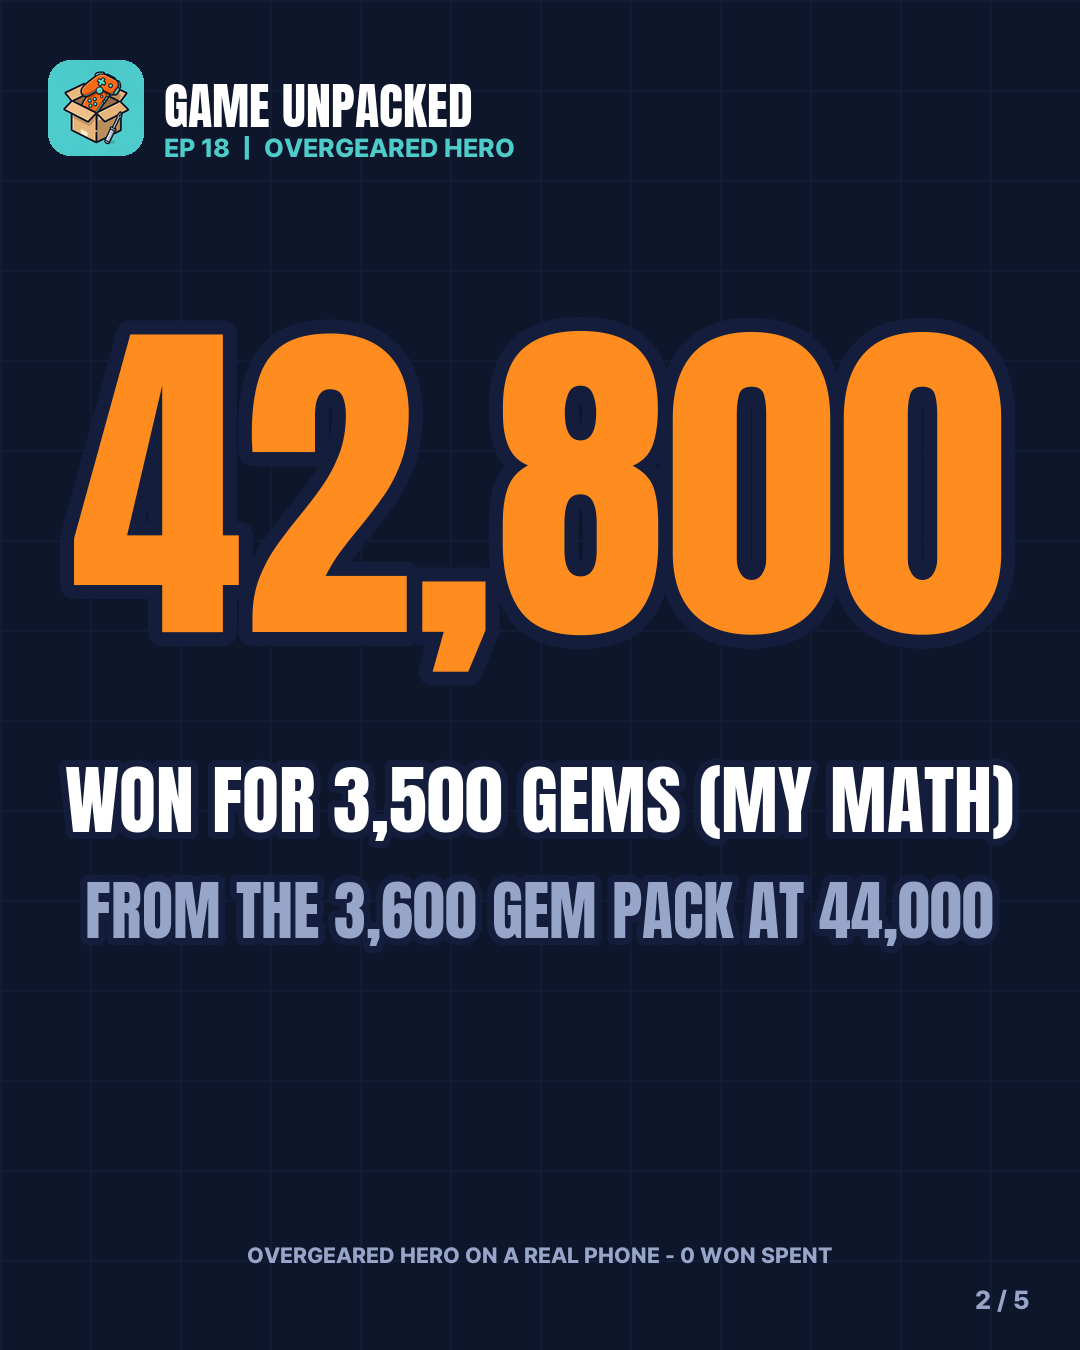 GAME UNPACKED
EP 18 | OVERGEARED HERO
42,800
WON FOR 3,500 GEMS (MY MATH)
FROM THE 3,600 GEM PACK AT 44,000
OVERGEARED HERO ON A REAL PHONE - 0 WON SPENT
2 / 5